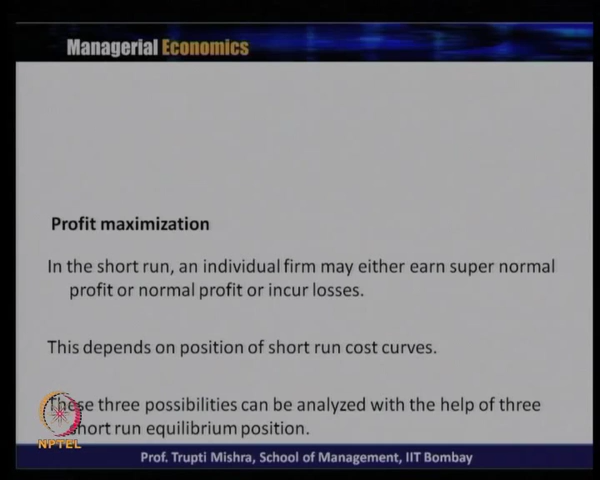 Managerial Economics
Profit maximization
In the short run, an individual firm may either earn super normal
profit or normal profit or incur losses.
This depends on position of short run cost curves.
These three possibilities can be analyzed with the help of three
short run equilibrium position.
NPTEL
Prof. Trupti Mishra, School of Management, IIT Bombay